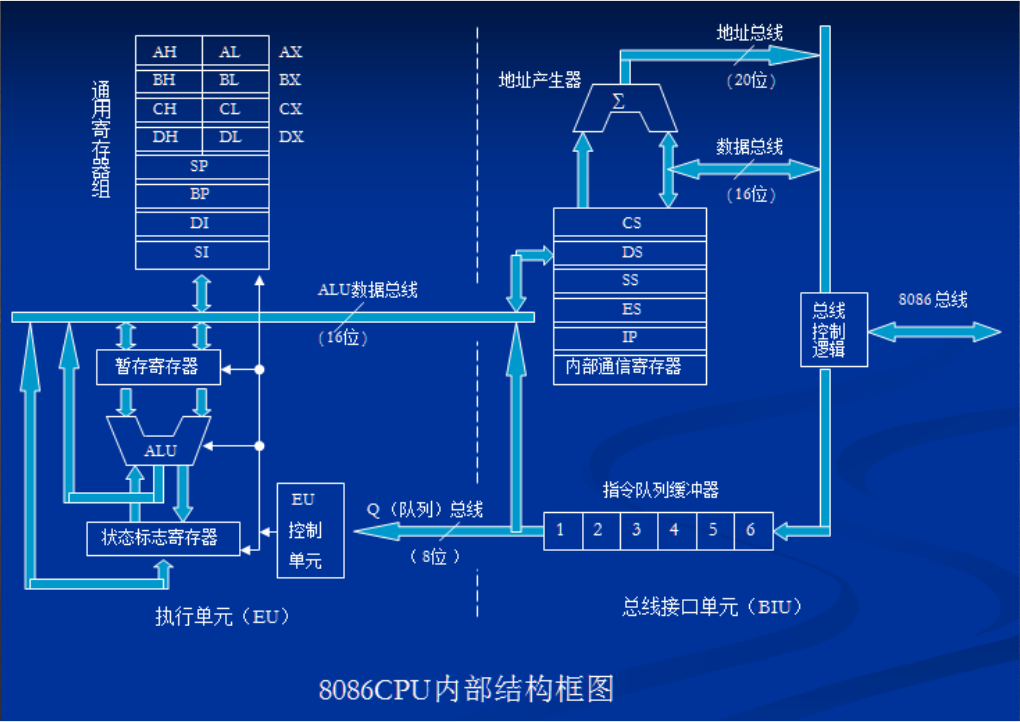 通用寄存器组
AH AL AX
BH BL BX
CH CL CX
DH DL DX
SP
BP
DI
SI
ALU数据总线
(16位)
暂存寄存器
ALU
状态标志寄存器
EU
控制
单元
Q（队列）总线
（8位）
执行单元（EU）
地址总线
(20位)
地址产生器
Σ
数据总线
(16位)
CS
DS
SS
ES
IP
内部通信寄存器
总线
控制
逻辑
8086总线
指令队列缓冲器
1 2 3 4 5 6
总线接口单元（BIU）
8086CPU内部结构框图